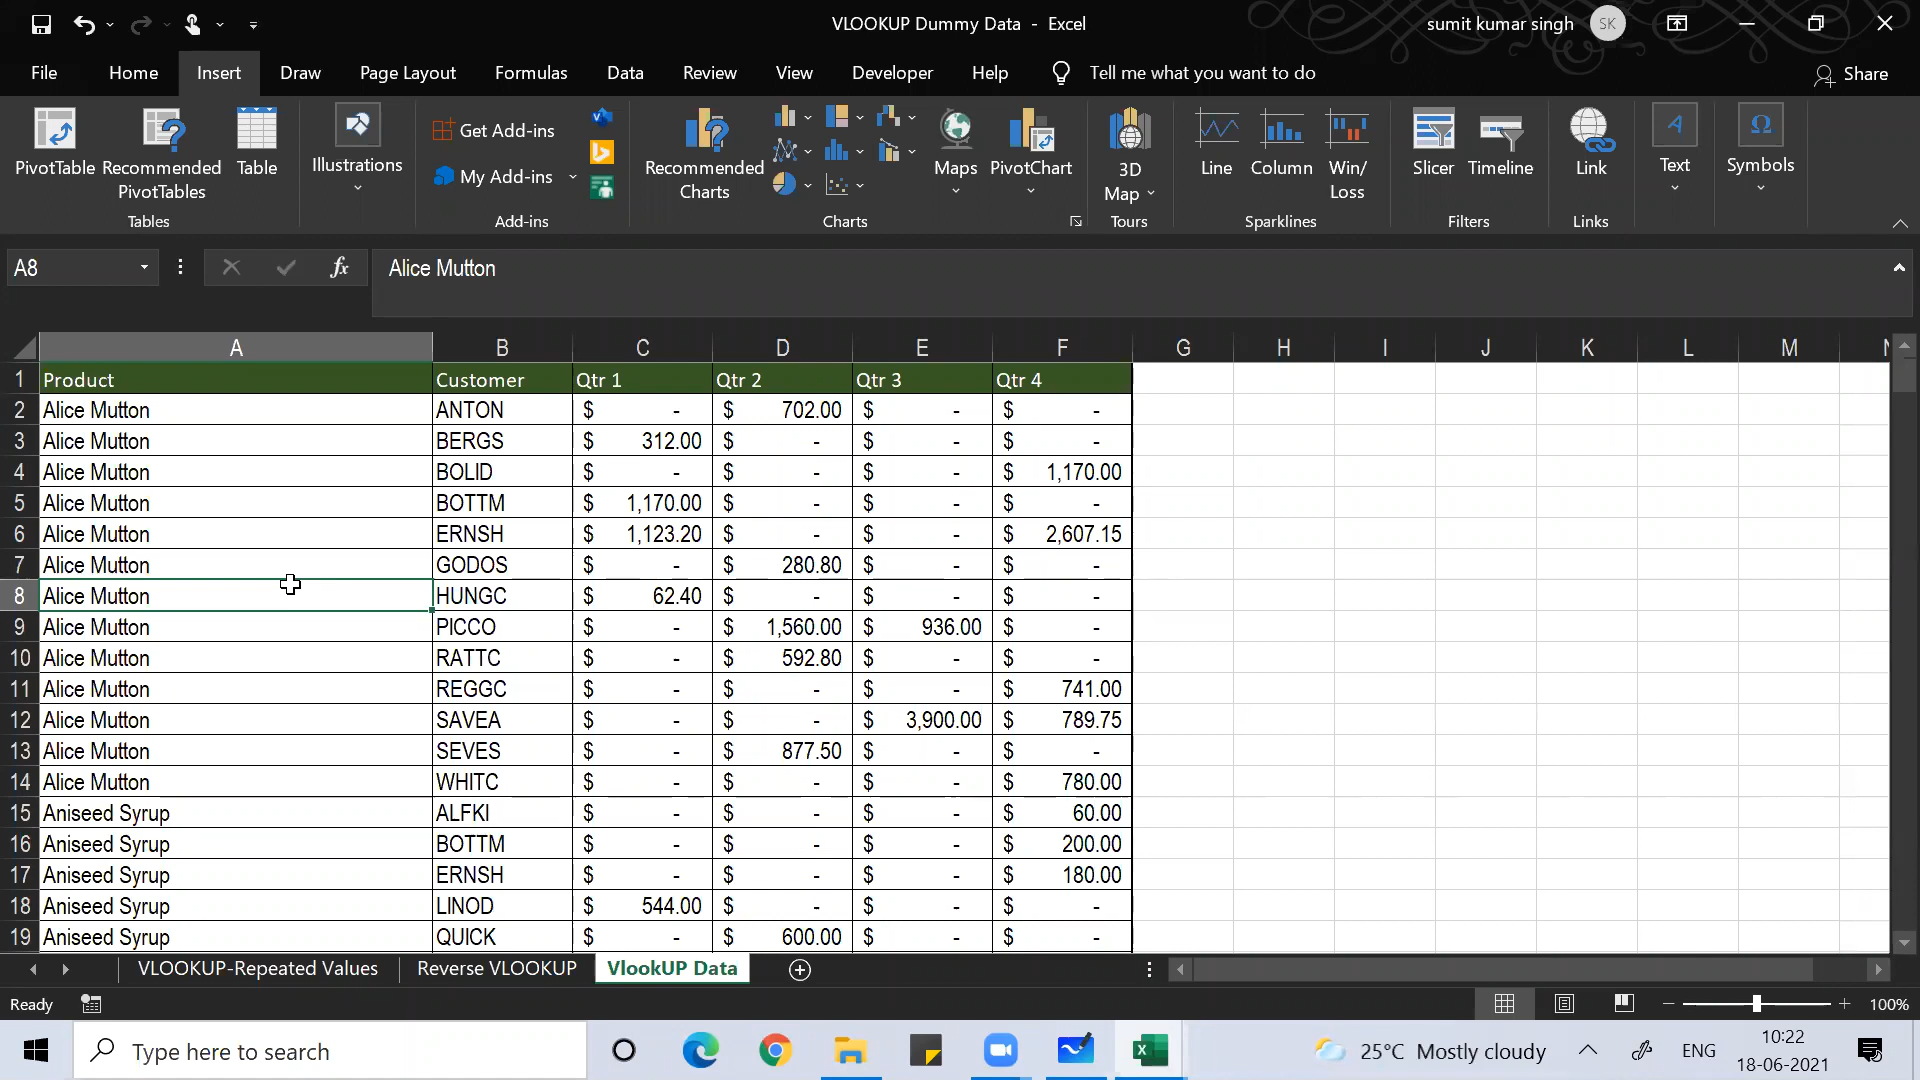 VLOOKUP Dummy Data - Excel
sumit kumar singh SK
File Home Insert Draw Page Layout Formulas Data Review View Developer Help Tell me what you want to do Share
PivotTable Recommended PivotTables Table
Tables
Illustrations
Get Add-ins
My Add-ins
Add-ins
Recommended Charts
Maps PivotChart
Charts
3D Map
Tours
Line Column Win/Loss
Sparklines
Slicer Timeline
Filters
Link
Links
Text
Symbols
A8 fx Alice Mutton
A B C D E F G H I J K L M N
1 Product Customer Qtr 1 Qtr 2 Qtr 3 Qtr 4
2 Alice Mutton ANTON $ - $ 702.00 $ - $ -
3 Alice Mutton BERGS $ 312.00 $ - $ - $ -
4 Alice Mutton BOLID $ - $ - $ - $ 1,170.00
5 Alice Mutton BOTTM $ 1,170.00 $ - $ - $ -
6 Alice Mutton ERNSH $ 1,123.20 $ - $ - $ 2,607.15
7 Alice Mutton GODOS $ - $ 280.80 $ - $ -
8 Alice Mutton HUNGC $ 62.40 $ - $ - $ -
9 Alice Mutton PICCO $ - $ 1,560.00 $ 936.00 $ -
10 Alice Mutton RATTC $ - $ 592.80 $ - $ -
11 Alice Mutton REGGC $ - $ - $ - $ 741.00
12 Alice Mutton SAVEA $ - $ - $ 3,900.00 $ 789.75
13 Alice Mutton SEVES $ - $ 877.50 $ - $ -
14 Alice Mutton WHITC $ - $ - $ - $ 780.00
15 Aniseed Syrup ALFKI $ - $ - $ - $ 60.00
16 Aniseed Syrup BOTTM $ - $ - $ - $ 200.00
17 Aniseed Syrup ERNSH $ - $ - $ - $ 180.00
18 Aniseed Syrup LINOD $ 544.00 $ - $ - $ -
19 Aniseed Syrup QUICK $ - $ 600.00 $ - $ -
VLOOKUP-Repeated Values Reverse VLOOKUP VlookUP Data
Ready 100%
Type here to search
25°C Mostly cloudy ENG
10:22
18-06-2021